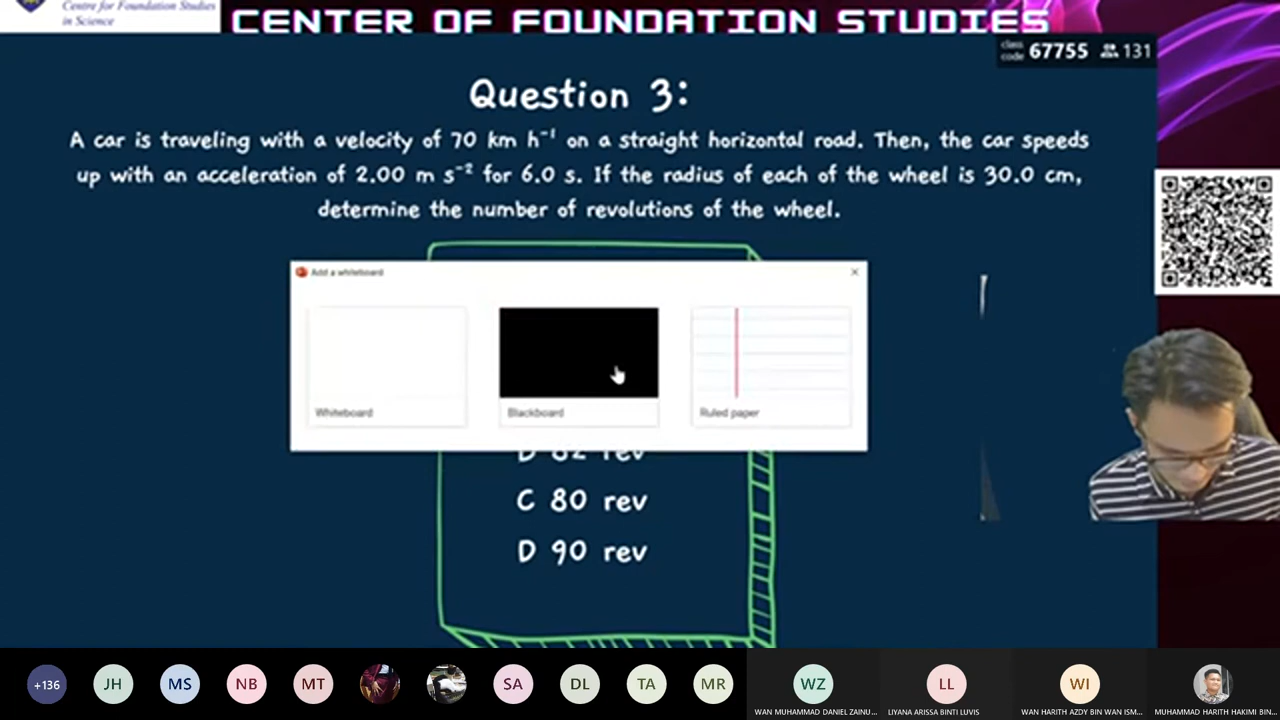 Centre for Foundation Studies
in Science
CENTER OF FOUNDATION STUDIES
class code 67755 131
Question 3:
A car is traveling with a velocity of 70 km h⁻¹ on a straight horizontal road. Then, the car speeds
up with an acceleration of 2.00 m s⁻² for 6.0 s. If the radius of each of the wheel is 30.0 cm,
determine the number of revolutions of the wheel.
Add a whiteboard
Whiteboard
Blackboard
Ruled paper
rev
C 80 rev
D 90 rev
+136 JH MS NB MT SA DL TA MR WZ LL WI
WAN MUHAMMAD DANIEL ZAINU... LIYANA ARISSA BINTI LUVIS WAN HARITH AZDY BIN WAN ISM... MUHAMMAD HARITH HAKIMI BIN...